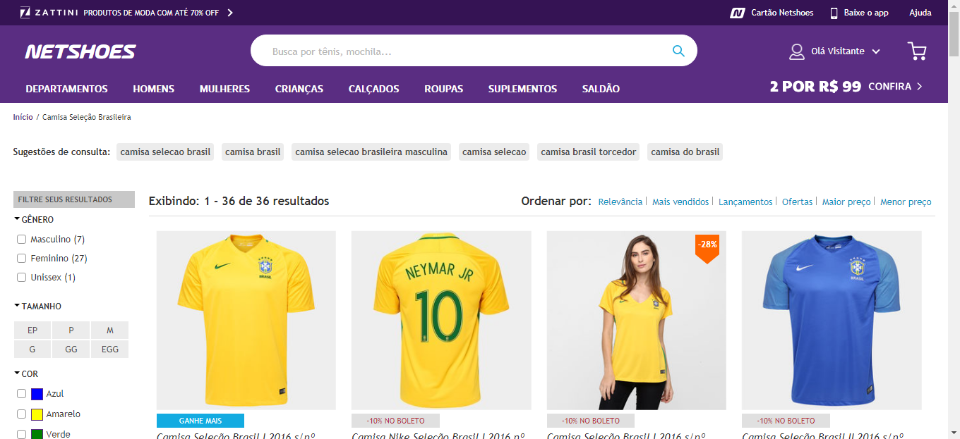 ZATTINI PRODUTOS DE MODA COM ATÉ 70% OFF
Cartão Netshoes Baixe o app Ajuda
NETSHOES Busca por tênis, mochila... Olá Visitante
DEPARTAMENTOS HOMENS MULHERES CRIANÇAS CALÇADOS ROUPAS SUPLEMENTOS SALDÃO 2 POR R$ 99 CONFIRA
Início / Camisa Seleção Brasileira
Sugestões de consulta: camisa selecao brasil camisa brasil camisa selecao brasileira masculina camisa selecao camisa brasil torcedor camisa do brasil
FILTRE SEUS RESULTADOS
Exibindo: 1 - 36 de 36 resultados
Ordenar por: Relevância | Mais vendidos | Lançamentos | Ofertas | Maior preço | Menor preço
GÊNERO
Masculino (7)
Feminino (27)
Unissex (1)
TAMANHO
EP P M
G GG EGG
COR
Azul
Amarelo
Verde
BRASIL
NEYMAR JR
10
-28%
BRASIL
GANHE MAIS
-10% NO BOLETO
-10% NO BOLETO
-10% NO BOLETO
Camisa Seleção Brasil I 2016 s/nº
Camisa Nike Seleção Brasil I 2016 nº
Camisa Seleção Brasil I 2016 s/nº
Camisa Seleção Brasil II 2016 s/nº